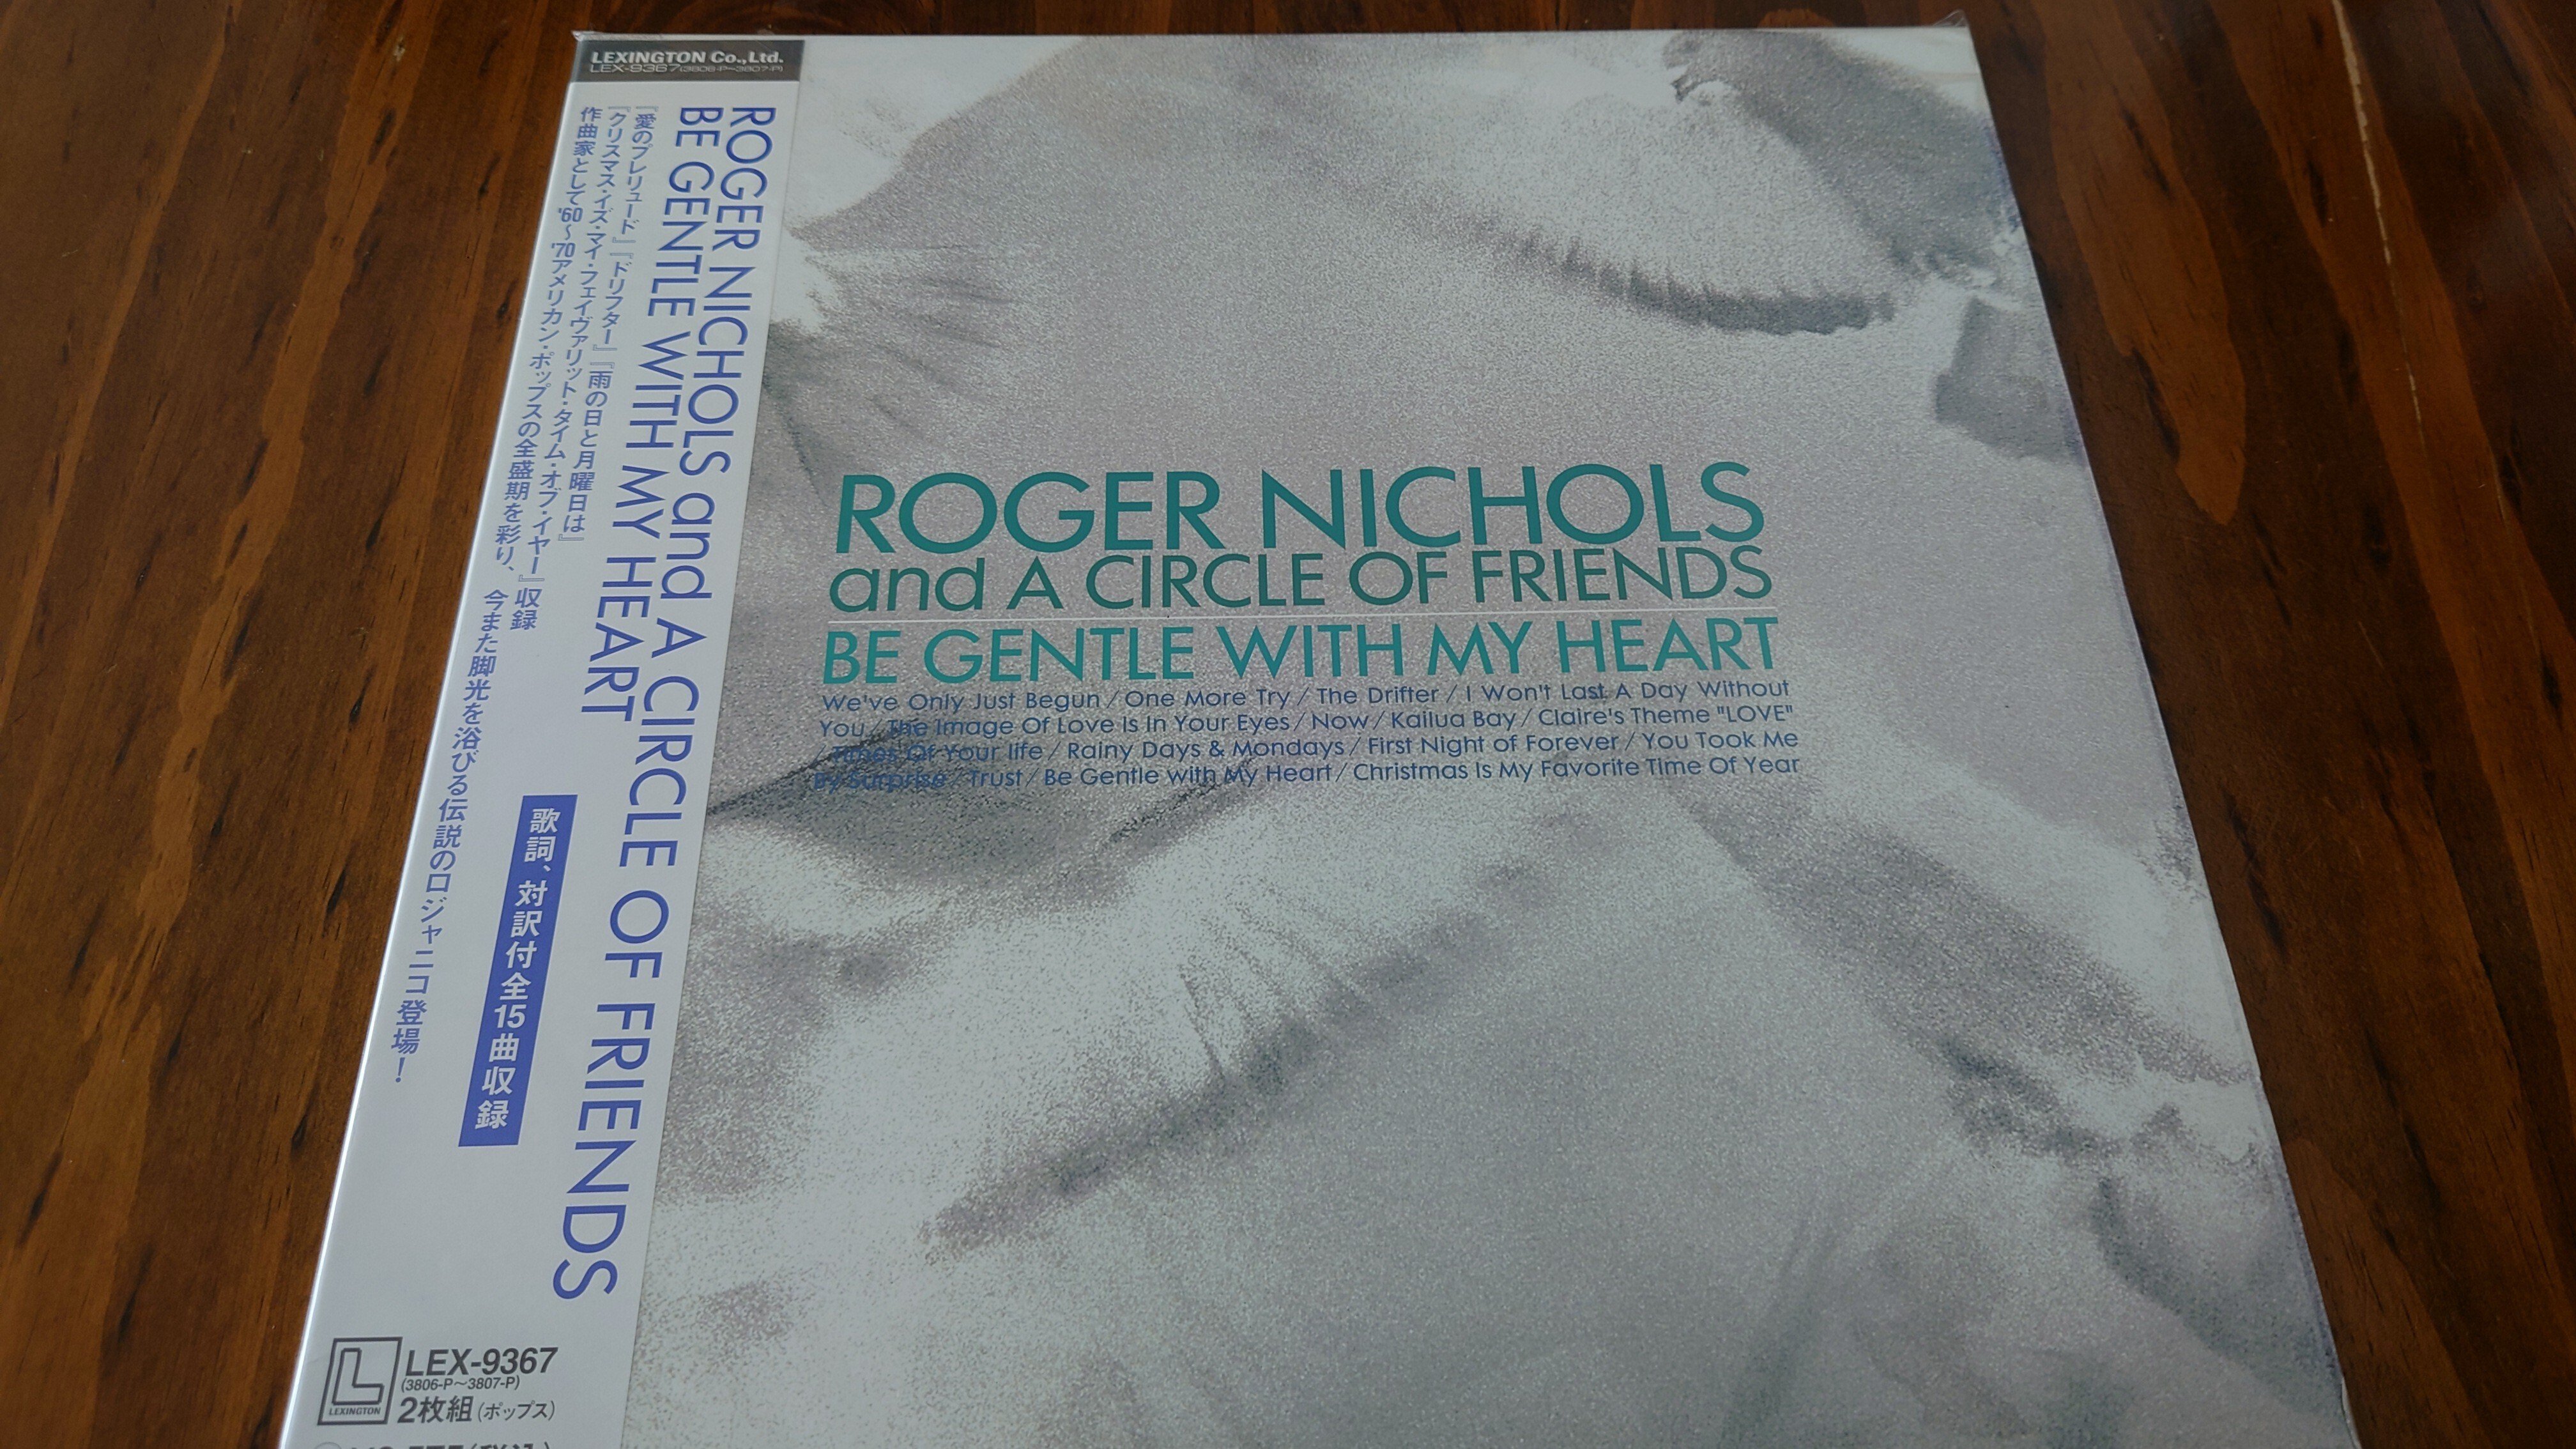 LEXINGTON Co.,Ltd.
LEX-9367(3806-P~3807-P)
ROGER NICHOLS and A CIRCLE OF FRIENDS
BE GENTLE WITH MY HEART
『愛のプレリュード』『ドリフター』『雨の日と月曜日は』
『クリスマス・イズ・マイ・フェイヴァリット・タイム・オブ・イヤー』収録
作曲家として'60〜'70アメリカン・ポップスの全盛期を彩り、今また脚光を浴びる伝説のロジャニコ登場！
歌詞、対訳付全15曲収録
LEXINGTON
LEX-9367
(3806-P〜3807-P)
2枚組(ポップス)
ROGER NICHOLS
and A CIRCLE OF FRIENDS
BE GENTLE WITH MY HEART
We've Only Just Begun / One More Try / The Drifter / I Won't Last A Day Without
You / The Image Of Love Is In Your Eyes / Now / Kailua Bay / Claire's Theme "LOVE"
/ Times Of Your life / Rainy Days & Mondays / First Night of Forever / You Took Me
By Surprise / Trust / Be Gentle with My Heart / Christmas Is My Favorite Time Of Year